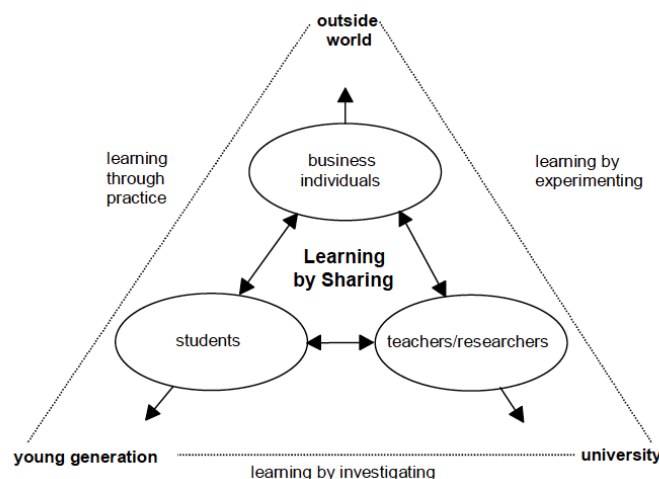 outside
world
business
individuals
learning
through
practice
learning by
experimenting
Learning
by Sharing
students
teachers/researchers
young generation
university
learning by investigating